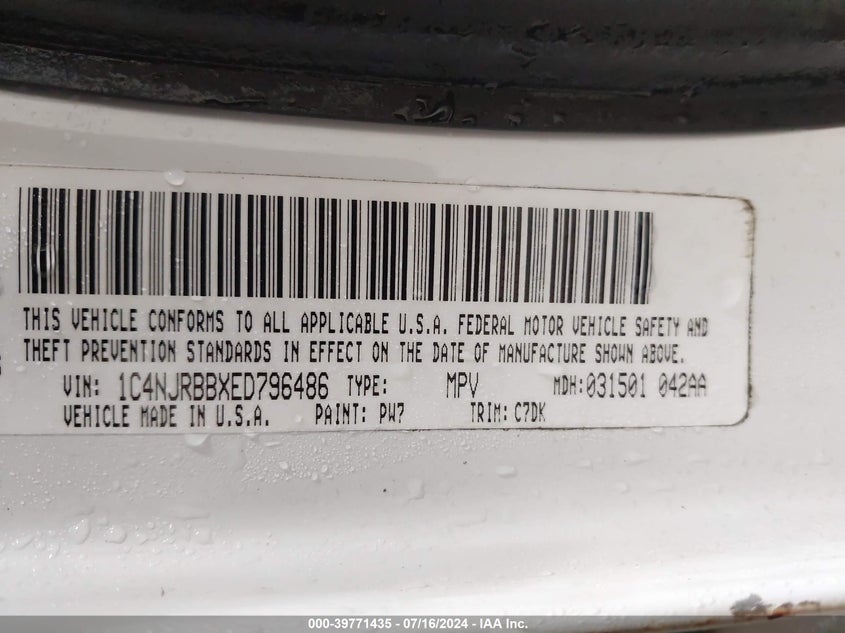 THIS VEHICLE CONFORMS TO ALL APPLICABLE U.S.A. FEDERAL MOTOR VEHICLE SAFETY AND
THEFT PREVENTION STANDARDS IN EFFECT ON THE DATE OF MANUFACTURE SHOWN ABOVE.
VIN: 1C4NJRBBXED796486 TYPE: MPV MDH:031501 042AA
VEHICLE MADE IN U.S.A. PAINT: PW7 TRIM: C7DK
000-39771435 - 07/16/2024 - IAA Inc.